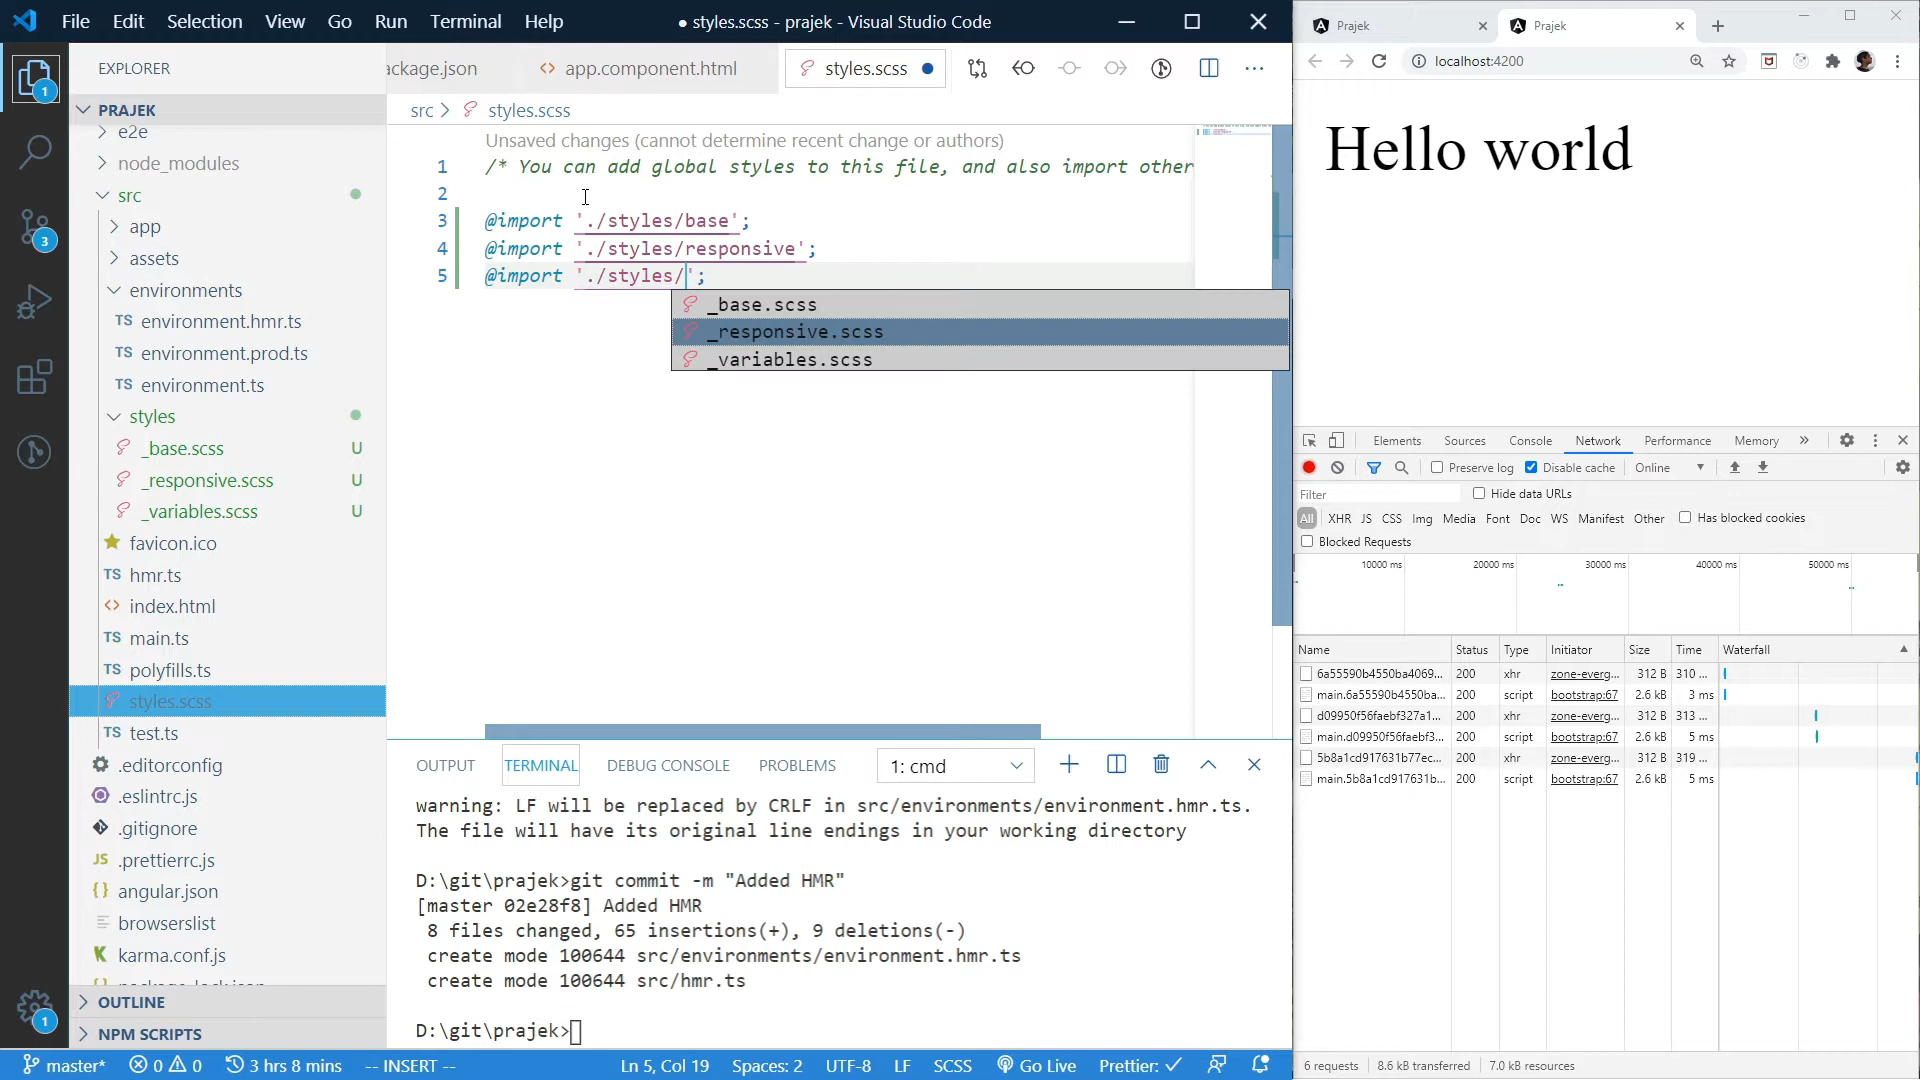 File Edit Selection View Go Run Terminal Help
● styles.scss - prajek - Visual Studio Code
EXPLORER
ackage.json
<> app.component.html
styles.scss ●
PRAJEK
e2e
node_modules
src
app
assets
environments
TS environment.hmr.ts
TS environment.prod.ts
TS environment.ts
styles
_base.scss U
_responsive.scss U
_variables.scss U
favicon.ico
TS hmr.ts
<> index.html
TS main.ts
TS polyfills.ts
styles.scss
TS test.ts
.editorconfig
.eslintrc.js
.gitignore
JS .prettierrc.js
{} angular.json
browserslist
K karma.conf.js
OUTLINE
NPM SCRIPTS
1
3
1
src > styles.scss
Unsaved changes (cannot determine recent change or authors)
1 /* You can add global styles to this file, and also import other
2
3 @import './styles/base';
4 @import './styles/responsive';
5 @import './styles/';
_base.scss
_responsive.scss
_variables.scss
OUTPUT TERMINAL DEBUG CONSOLE PROBLEMS 1: cmd
warning: LF will be replaced by CRLF in src/environments/environment.hmr.ts.
The file will have its original line endings in your working directory
D:\git\prajek>git commit -m "Added HMR"
[master 02e28f8] Added HMR
8 files changed, 65 insertions(+), 9 deletions(-)
create mode 100644 src/environments/environment.hmr.ts
create mode 100644 src/hmr.ts
D:\git\prajek>
master* 0 0 3 hrs 8 mins -- INSERT -- Ln 5, Col 19 Spaces: 2 UTF-8 LF SCSS Go Live Prettier: ✓
Prajek
Prajek
localhost:4200
Hello world
Elements Sources Console Network Performance Memory »
Preserve log Disable cache Online
Filter Hide data URLs
All XHR JS CSS Img Media Font Doc WS Manifest Other Has blocked cookies
Blocked Requests
10000 ms 20000 ms 30000 ms 40000 ms 50000 ms
Name Status Type Initiator Size Time Waterfall
6a55590b4550ba4069... 200 xhr zone-everg... 312 B 310 ...
main.6a55590b4550ba... 200 script bootstrap:67 2.6 kB 3 ms
d09950f56faebf327a1... 200 xhr zone-everg... 312 B 313 ...
main.d09950f56faebf3... 200 script bootstrap:67 2.6 kB 5 ms
5b8a1cd917631b77ec... 200 xhr zone-everg... 312 B 319 ...
main.5b8a1cd917631b... 200 script bootstrap:67 2.6 kB 5 ms
6 requests 8.6 kB transferred 7.0 kB resources